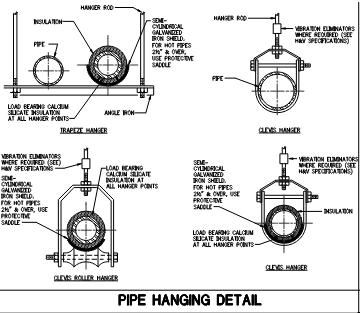 HANGER ROD
INSULATION
PIPE
SEMI-
CYLINDRICAL
GALVANIZED
IRON SHIELD.
FOR HOT PIPES
2½" & OVER,
USE PROTECTIVE
SADDLE
LOAD BEARING CALCIUM
SILICATE INSULATION
AT ALL HANGER POINTS
ANGLE IRON
TRAPEZE HANGER
HANGER ROD
VIBRATION ELIMINATORS
WHERE REQUIRED (SEE
H&V SPECIFICATIONS)
PIPE
CLEVIS HANGER
VIBRATION ELIMINATORS
WHERE REQUIRED (SEE)
H&V SPECIFICATIONS
SEMI-
CYLINDRICAL
GALVANIZED
IRON SHIELD.
FOR HOT PIPES
2½" & OVER, USE
PROTECTIVE
SADDLE
LOAD BEARING
CALCIUM SILICATE
INSULATION AT
ALL HANGER POINTS
CLEVIS ROLLER HANGER
VIBRATION ELIMINATORS
WHERE REQUIRED (SEE
H&V SPECIFICATIONS)
SEMI-
CYLINDRICAL
GALVANIZED
IRON SHIELD.
FOR HOT PIPES
2½" & OVER, USE
PROTECTIVE
SADDLE
INSULATION
LOAD BEARING CALCIUM
SILICATE INSULATION
AT ALL HANGER POINTS
CLEVIS HANGER
PIPE HANGING DETAIL